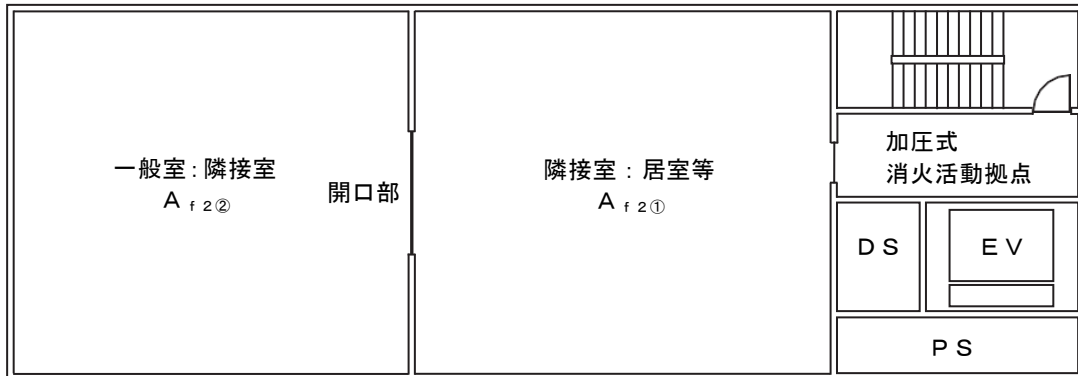 一般室：隣接室
Ａｆ２②
開口部
隣接室：居室等
Ａｆ２①
加圧式
消火活動拠点
ＤＳ
ＥＶ
ＰＳ